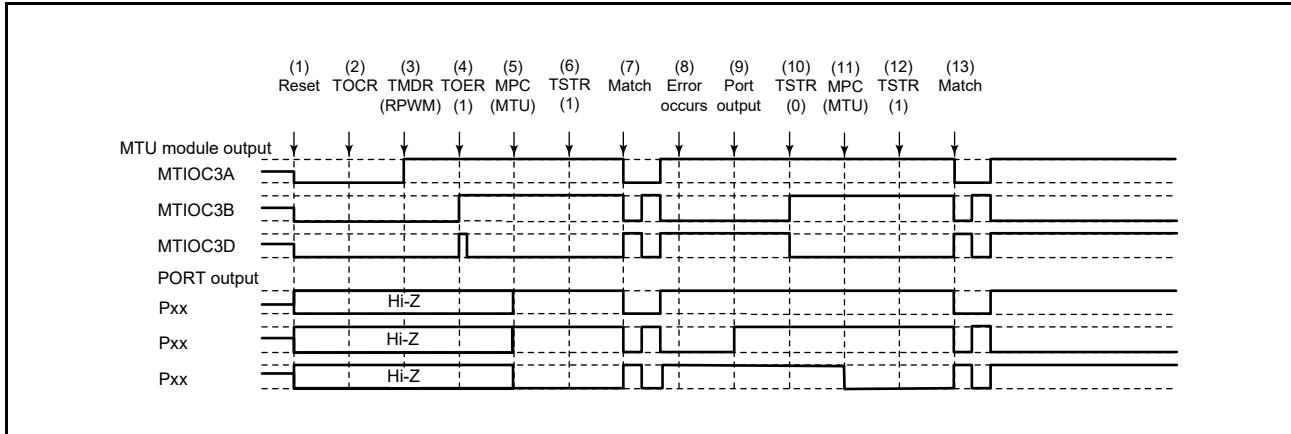 (1) (2) (3) (4) (5) (6) (7) (8) (9) (10) (11) (12) (13)
Reset TOCR TMDR TOER MPC TSTR Match Error Port TSTR MPC TSTR Match
(RPWM) (1) (MTU) (1) occurs output (0) (MTU) (1)
MTU module output
MTIOC3A
MTIOC3B
MTIOC3D
PORT output
Pxx Hi-Z
Pxx Hi-Z
Pxx Hi-Z